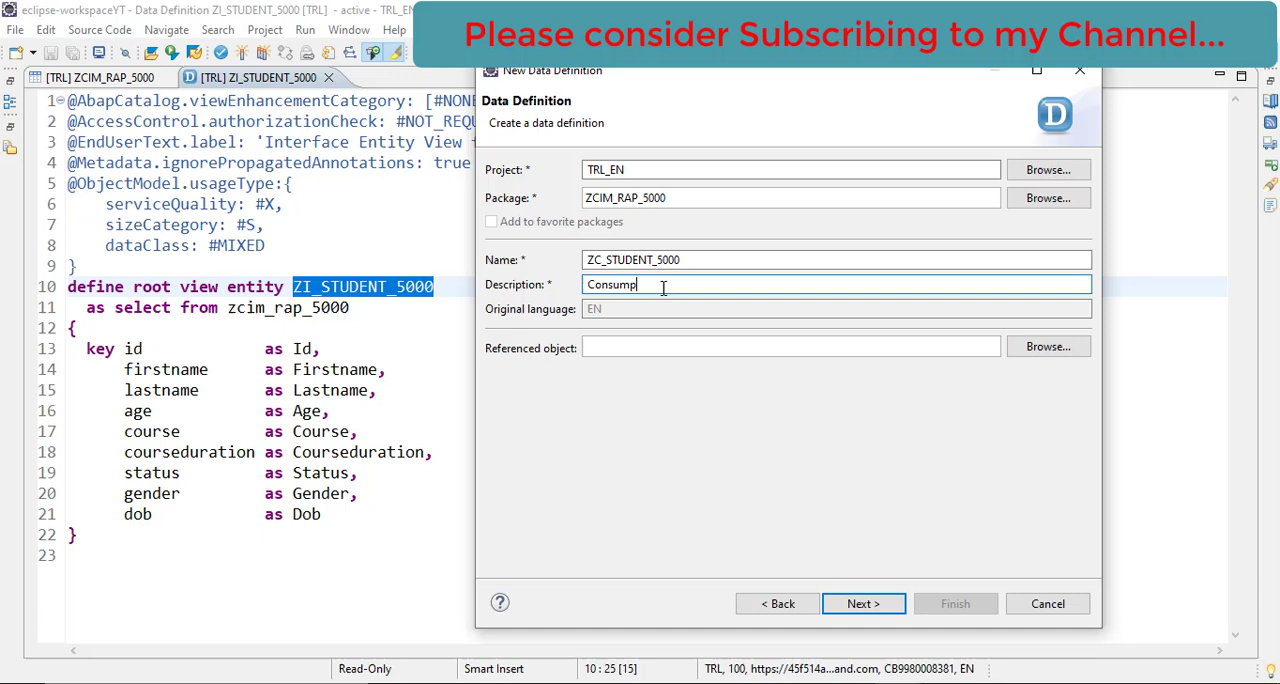 eclipse-workspaceYT - Data Definition ZI_STUDENT_5000 [TRL] - active - TRL_EN
Please consider Subscribing to my Channel...
File Edit Source Code Navigate Search Project Run Window Help
[TRL] ZCIM_RAP_5000
[TRL] ZI_STUDENT_5000
1 @AbapCatalog.viewEnhancementCategory: [#NONE
2 @AccessControl.authorizationCheck: #NOT_REQU
3 @EndUserText.label: 'Interface Entity View
4 @Metadata.ignorePropagatedAnnotations: true
5 @ObjectModel.usageType:{
6 serviceQuality: #X,
7 sizeCategory: #S,
8 dataClass: #MIXED
9 }
10 define root view entity ZI_STUDENT_5000
11 as select from zcim_rap_5000
12 {
13 key id as Id,
14 firstname as Firstname,
15 lastname as Lastname,
16 age as Age,
17 course as Course,
18 courseduration as Courseduration,
19 status as Status,
20 gender as Gender,
21 dob as Dob
22 }
23
New Data Definition
Data Definition
Create a data definition
D
Project: * TRL_EN Browse...
Package: * ZCIM_RAP_5000 Browse...
Add to favorite packages
Name: * ZC_STUDENT_5000
Description: * Consump
Original language: EN
Referenced object: Browse...
< Back Next > Finish Cancel
Read-Only Smart Insert 10 : 25 [15] TRL, 100, https://45f514a...and.com, CB9980008381, EN